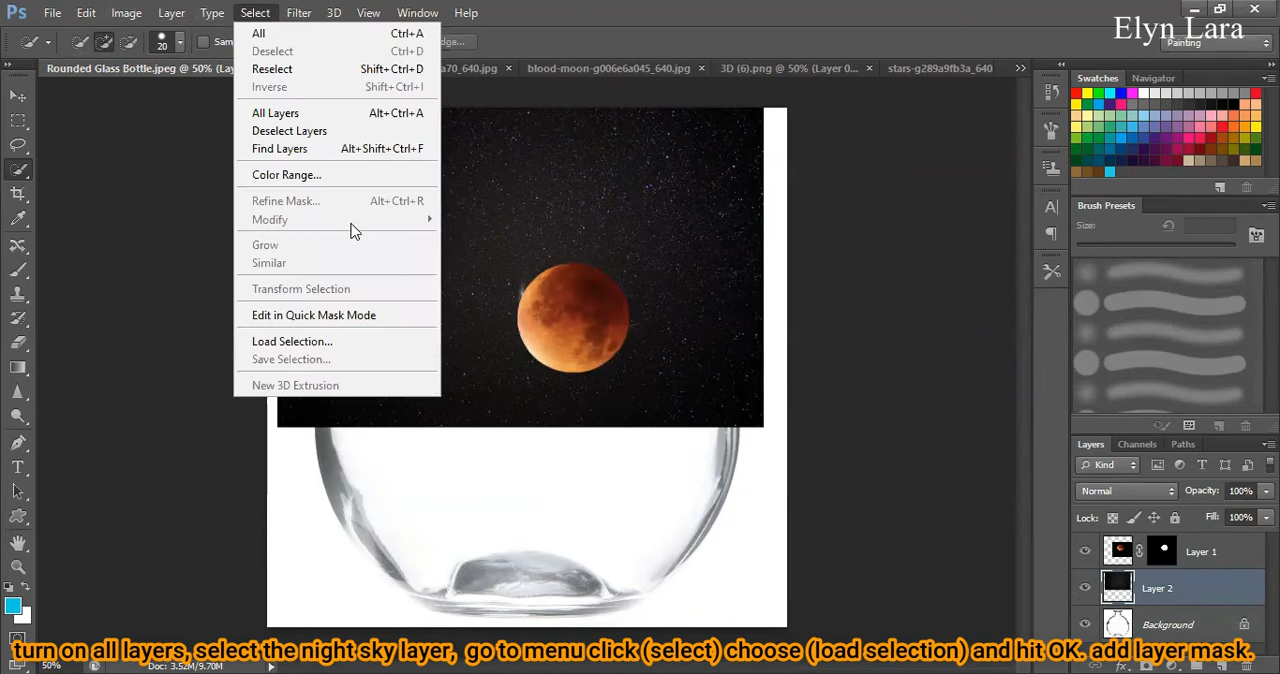 Ps File Edit Image Layer Type Select Filter 3D View Window Help
Elyn Lara
20 Sam dge... Painting
Rounded Glass Bottle.jpeg @ 50% (L a70_640.jpg × blood-moon-g006e6a045_640.jpg × 3D (6).png @ 50% (Layer 0... × stars-g289a9fb3a_640
All Ctrl+A
Deselect Ctrl+D
Reselect Shift+Ctrl+D
Inverse Shift+Ctrl+I
All Layers Alt+Ctrl+A
Deselect Layers
Find Layers Alt+Shift+Ctrl+F
Color Range...
Refine Mask... Alt+Ctrl+R
Modify
Grow
Similar
Transform Selection
Edit in Quick Mask Mode
Load Selection...
Save Selection...
New 3D Extrusion
Swatches Navigator
Brush Presets
Size:
Layers Channels Paths
Kind
Normal Opacity: 100%
Lock: Fill: 100%
Layer 1
Layer 2
Background
turn on all layers, select the night sky layer, go to menu click (select) choose (load selection) and hit OK. add layer mask.
50% Doc: 3.52M/9.70M